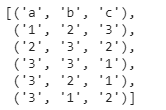 [('a', 'b', 'c'),
('1', '2', '3'),
('2', '3', '2'),
('3', '3', '1'),
('3', '2', '1'),
('3', '1', '2')]